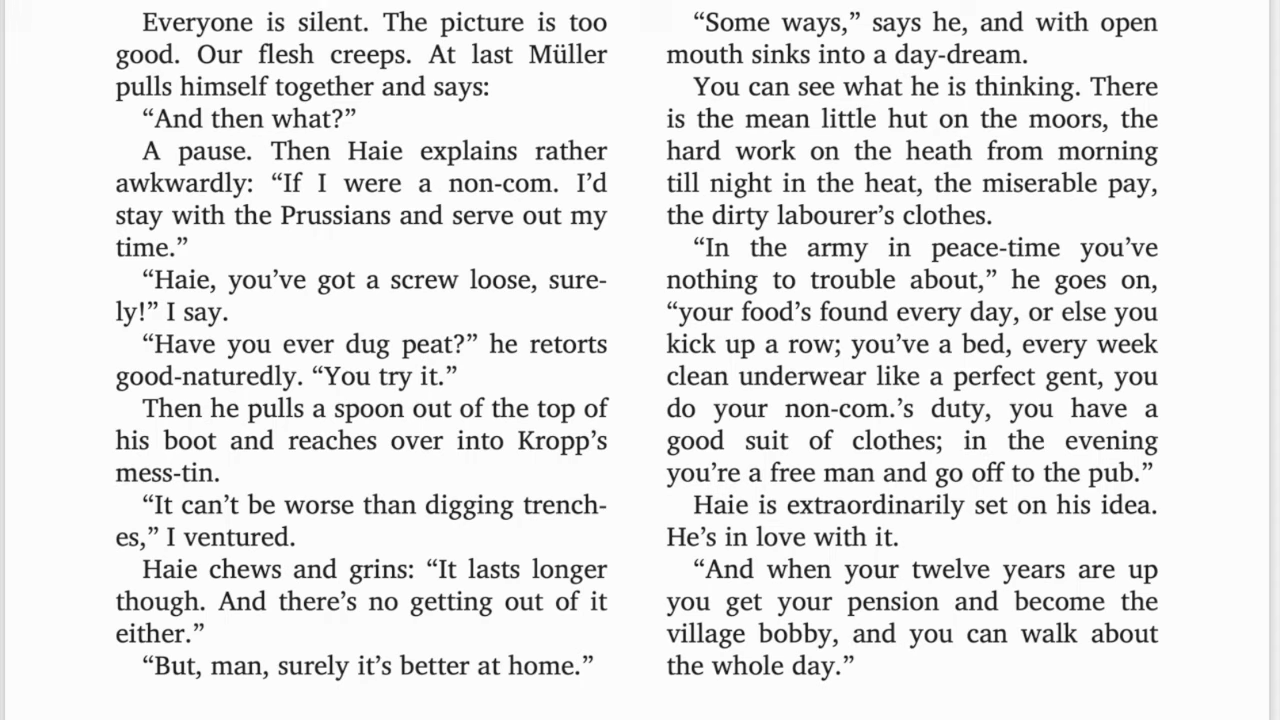 Everyone is silent. The picture is too
good. Our flesh creeps. At last Müller
pulls himself together and says:
“And then what?”
A pause. Then Haie explains rather
awkwardly: “If I were a non-com. I’d
stay with the Prussians and serve out my
time.”
“Haie, you’ve got a screw loose, sure-
ly!” I say.
“Have you ever dug peat?” he retorts
good-naturedly. “You try it.”
Then he pulls a spoon out of the top of
his boot and reaches over into Kropp’s
mess-tin.
“It can’t be worse than digging trench-
es,” I ventured.
Haie chews and grins: “It lasts longer
though. And there’s no getting out of it
either.”
“But, man, surely it’s better at home.”
“Some ways,” says he, and with open
mouth sinks into a day-dream.
You can see what he is thinking. There
is the mean little hut on the moors, the
hard work on the heath from morning
till night in the heat, the miserable pay,
the dirty labourer’s clothes.
“In the army in peace-time you’ve
nothing to trouble about,” he goes on,
“your food’s found every day, or else you
kick up a row; you’ve a bed, every week
clean underwear like a perfect gent, you
do your non-com.’s duty, you have a
good suit of clothes; in the evening
you’re a free man and go off to the pub.”
Haie is extraordinarily set on his idea.
He’s in love with it.
“And when your twelve years are up
you get your pension and become the
village bobby, and you can walk about
the whole day.”